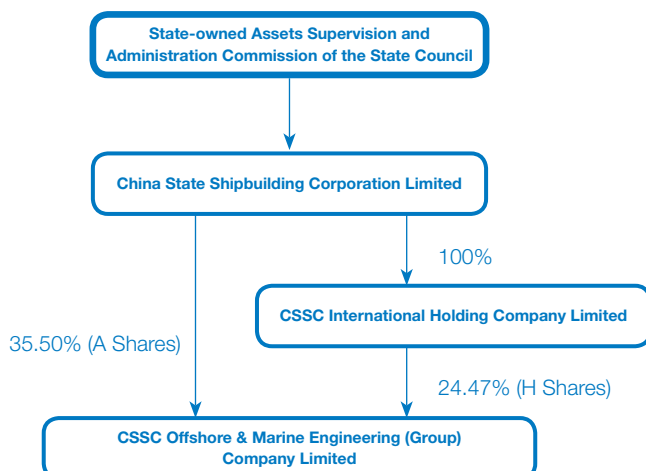 State-owned Assets Supervision and
Administration Commission of the State Council
China State Shipbuilding Corporation Limited
100%
CSSC International Holding Company Limited
35.50% (A Shares)
24.47% (H Shares)
CSSC Offshore & Marine Engineering (Group)
Company Limited